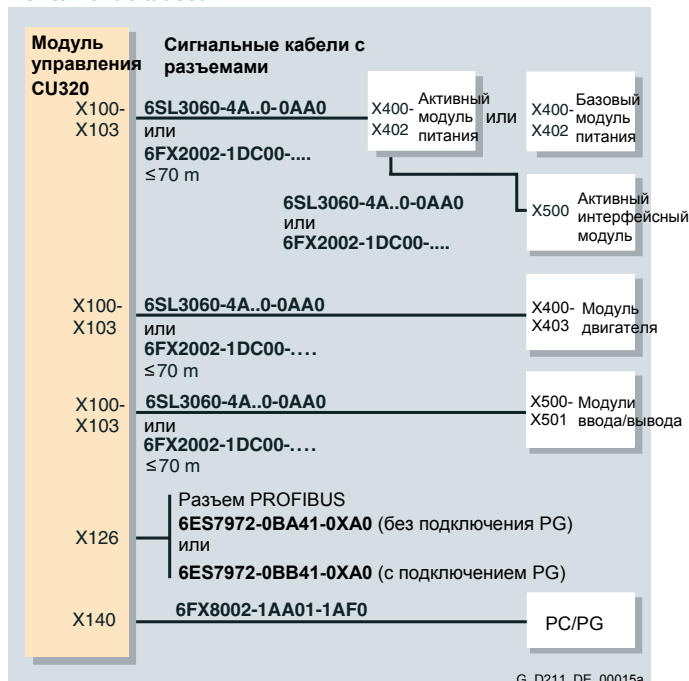 Модуль
управления
CU320
Сигнальные кабели с
разъемами
X100-
X103
6SL3060-4A..0-0AA0
или
6FX2002-1DC00-....
≤70 m
X400-
X402
Активный
модуль
питания
или
X400-
X402
Базовый
модуль
питания
6SL3060-4A..0-0AA0
или
6FX2002-1DC00-....
X500
Активный
интерфейсный
модуль
X100-
X103
6SL3060-4A..0-0AA0
или
6FX2002-1DC00-....
≤70 m
X400-
X403
Модуль
двигателя
X100-
X103
6SL3060-4A..0-0AA0
или
6FX2002-1DC00-....
≤70 m
X500-
X501
Модули
ввода/вывода
X126
Разъем PROFIBUS
6ES7972-0BA41-0XA0 (без подключения PG)
или
6ES7972-0BB41-0XA0 (с подключением PG)
X140
6FX8002-1AA01-1AF0
PC/PG
G_D211_DE_00015a